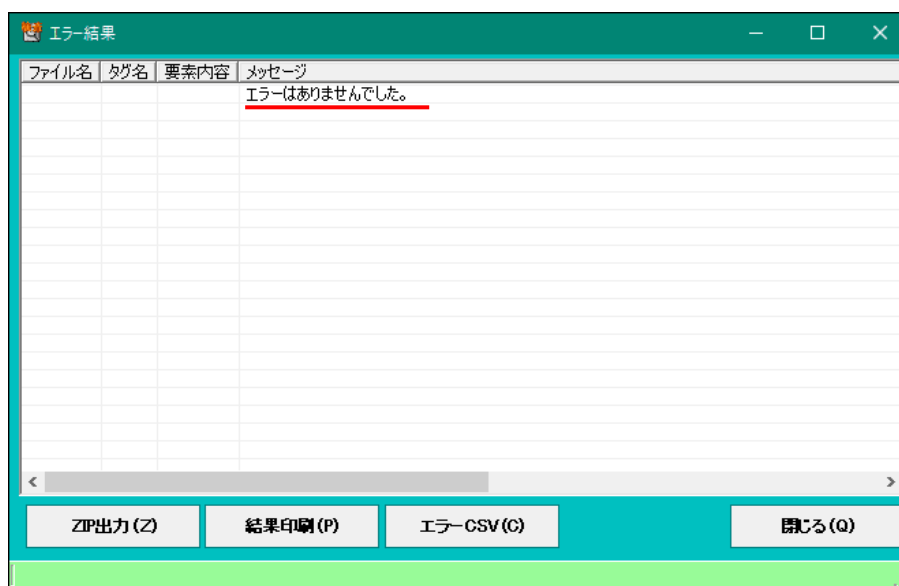 エラー結果
ファイル名 タグ名 要素内容 メッセージ
エラーはありませんでした。
ZIP出力(Z) 結果印刷(P) エラーCSV(C) 閉じる(Q)